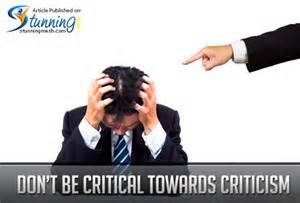 Article Published on:
Stunning
stunningmesh.com
DON'T BE CRITICAL TOWARDS CRITICISM